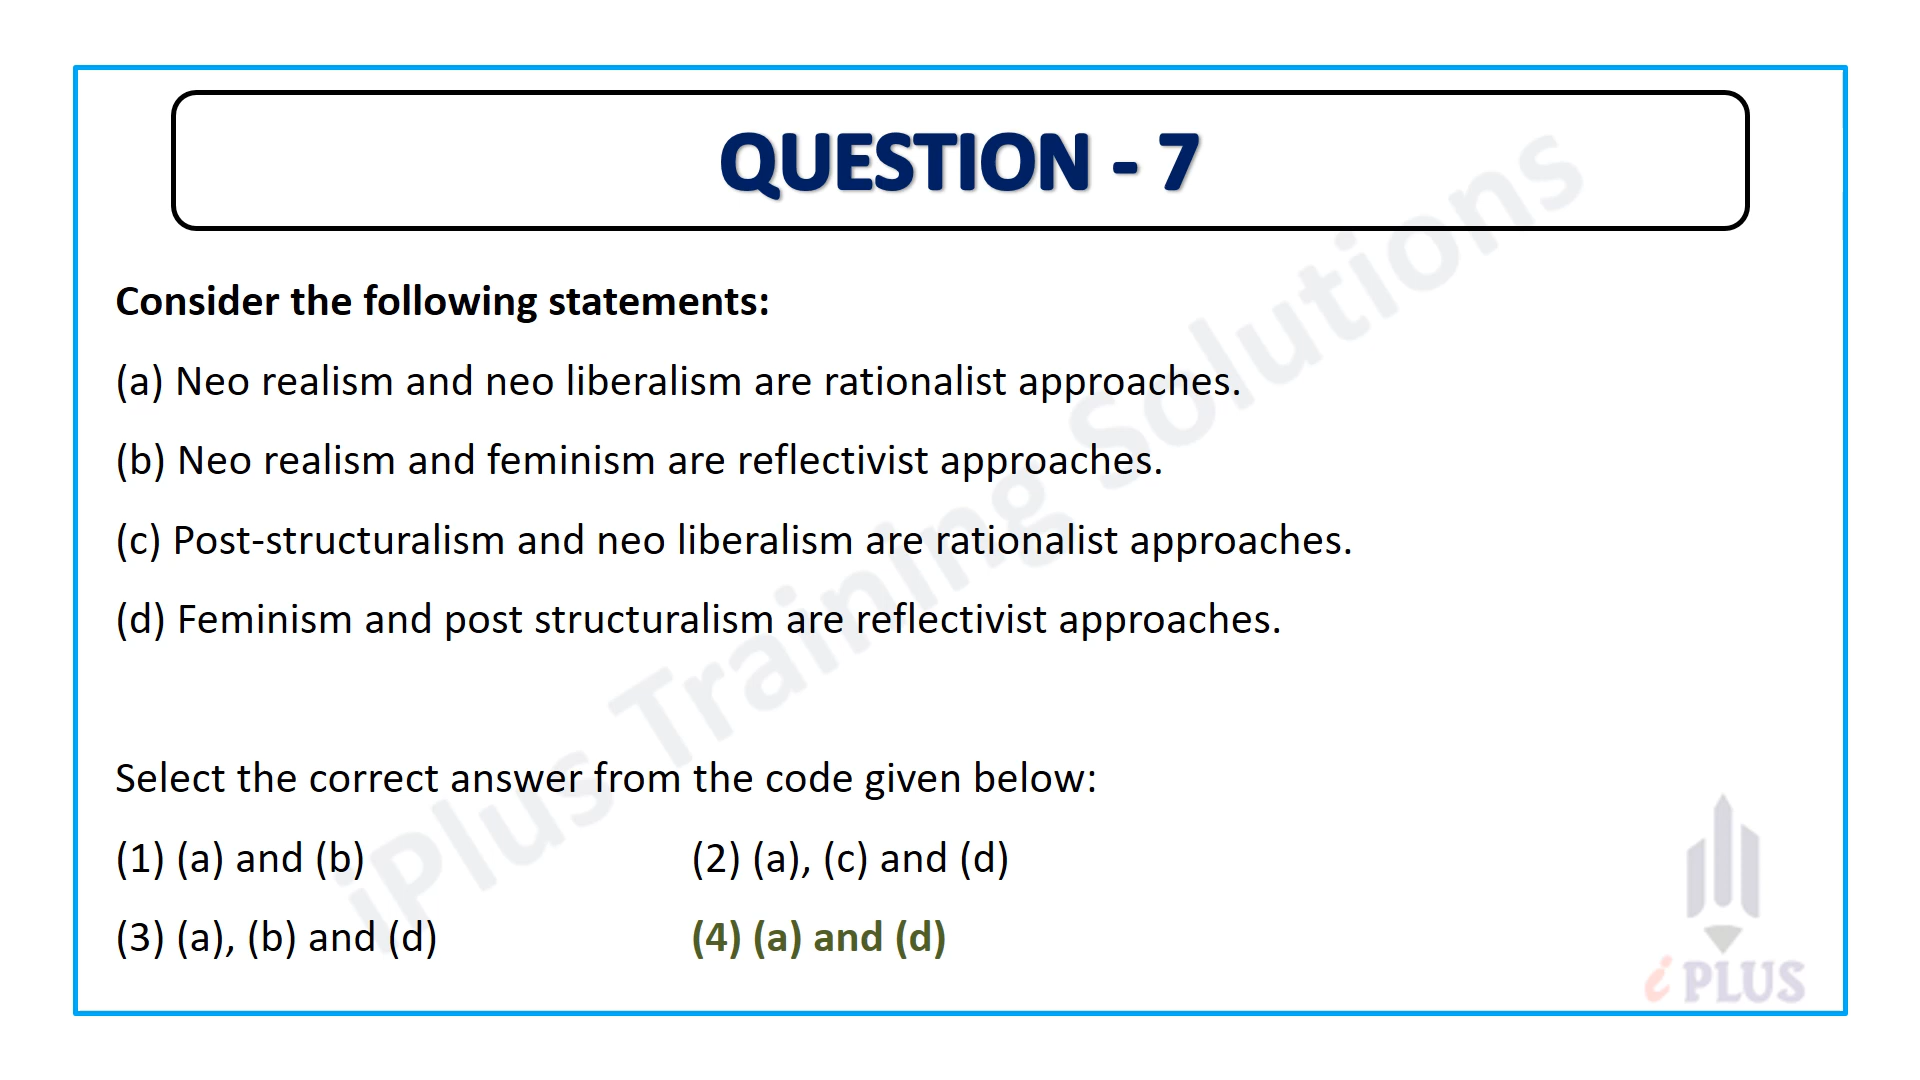 QUESTION - 7
Consider the following statements:
(a) Neo realism and neo liberalism are rationalist approaches.
(b) Neo realism and feminism are reflectivist approaches.
(c) Post-structuralism and neo liberalism are rationalist approaches.
(d) Feminism and post structuralism are reflectivist approaches.
Select the correct answer from the code given below:
(1) (a) and (b) (2) (a), (c) and (d)
(3) (a), (b) and (d) (4) (a) and (d)
iPlus Training Solutions
i PLUS